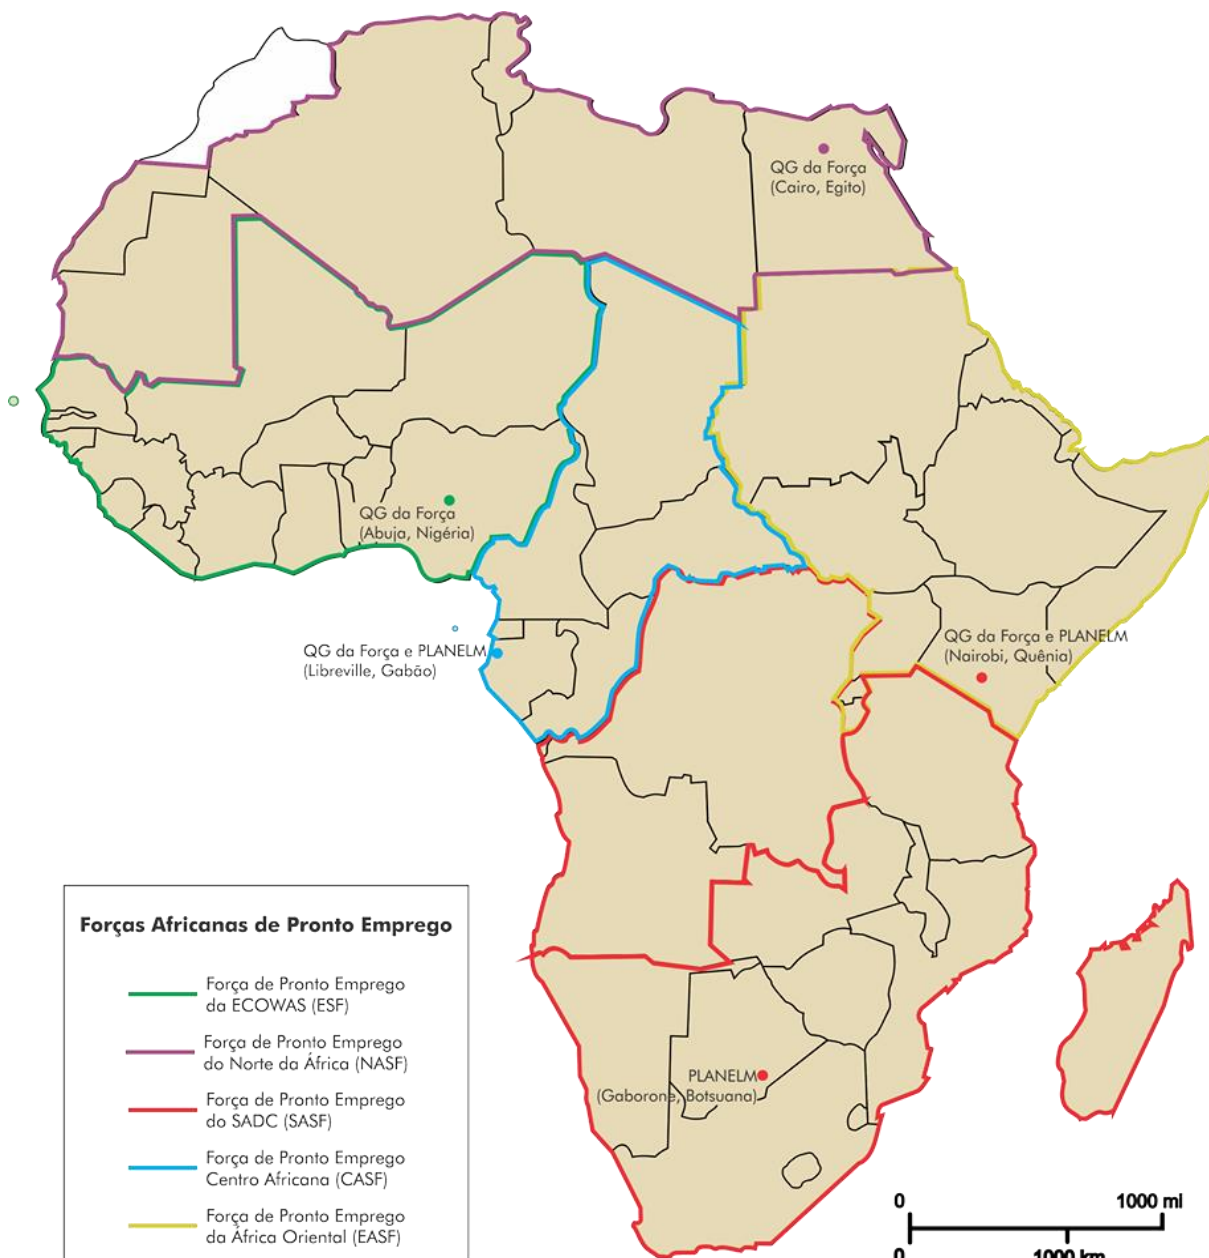 QG da Força
(Cairo, Egito)
QG da Força
(Abuja, Nigéria)
QG da Força e PLANELM
(Libreville, Gabão)
QG da Força e PLANELM
(Nairobi, Quênia)
PLANELM
(Gaborone, Botsuana)
Forças Africanas de Pronto Emprego
Força de Pronto Emprego
da ECOWAS (ESF)
Força de Pronto Emprego
do Norte da África (NASF)
Força de Pronto Emprego
do SADC (SASF)
Força de Pronto Emprego
Centro Africana (CASF)
Força de Pronto Emprego
da África Oriental (EASF)
0 1000 mi
0 1000 km